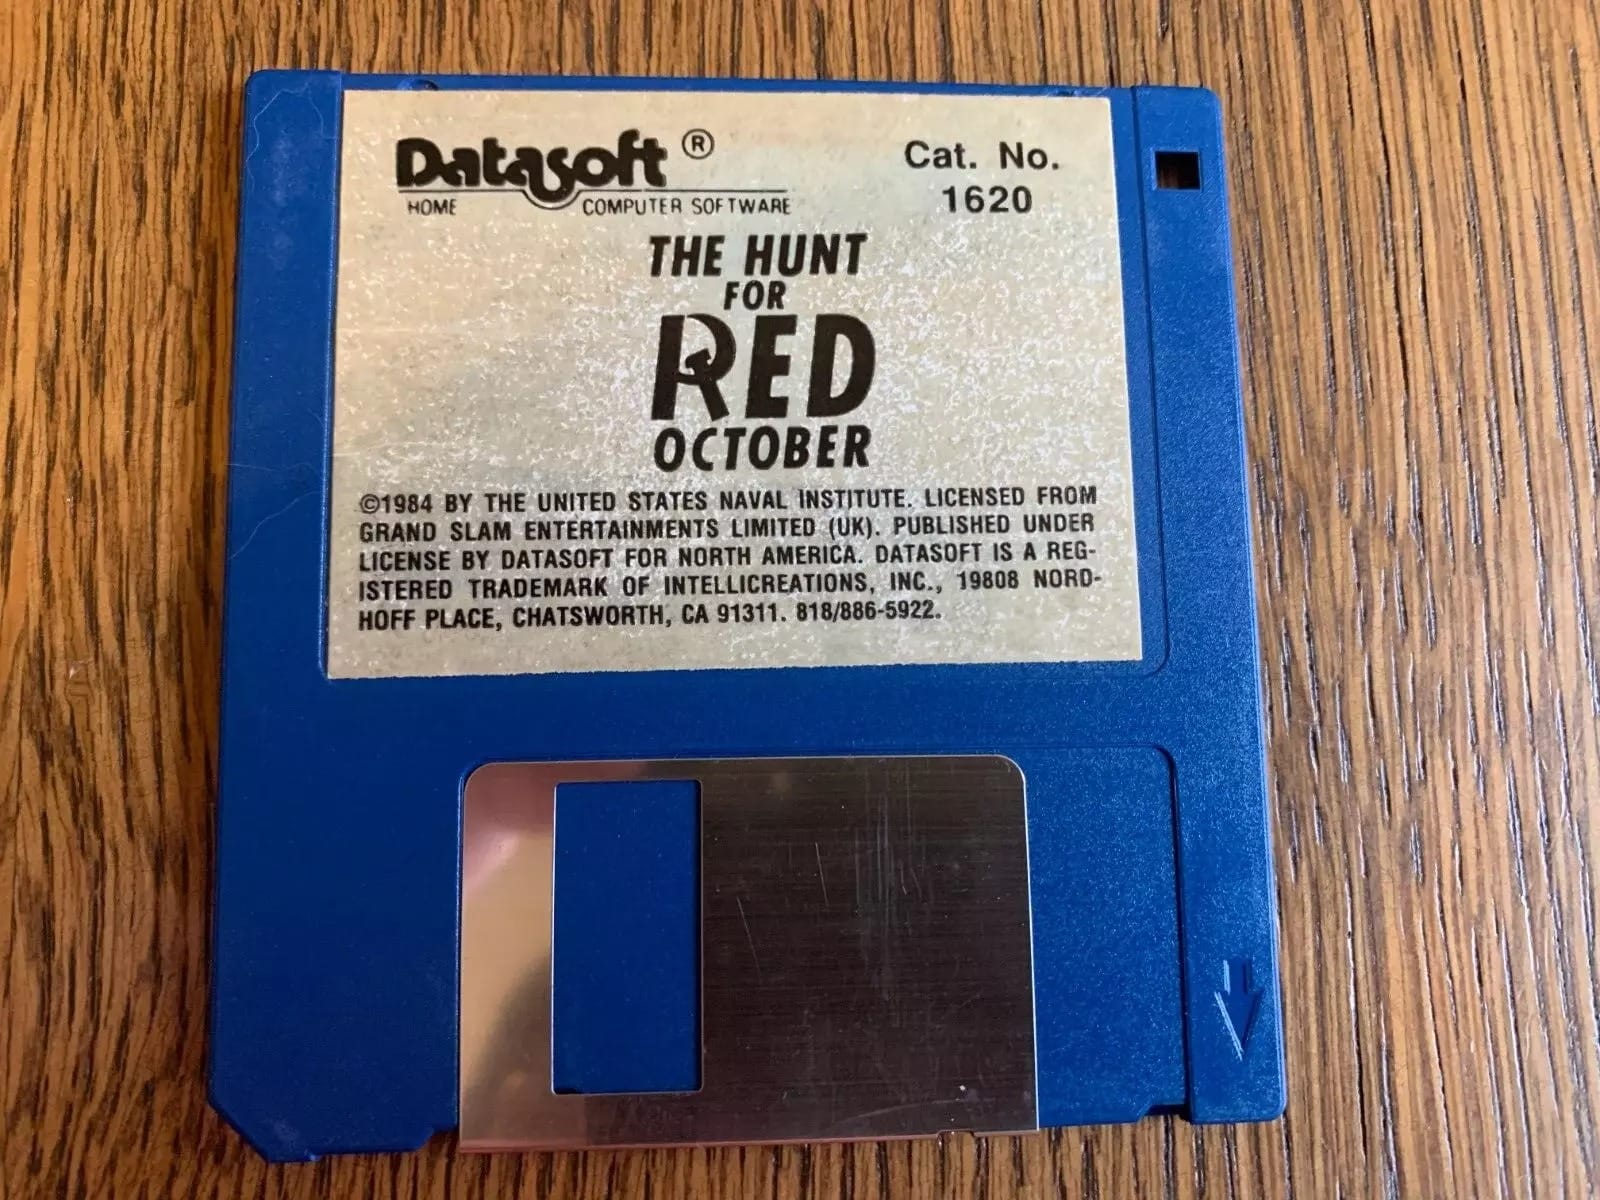 Datasoft ®
HOME COMPUTER SOFTWARE
Cat. No.
1620
THE HUNT
FOR
RED
OCTOBER
©1984 BY THE UNITED STATES NAVAL INSTITUTE. LICENSED FROM
GRAND SLAM ENTERTAINMENTS LIMITED (UK). PUBLISHED UNDER
LICENSE BY DATASOFT FOR NORTH AMERICA. DATASOFT IS A REG-
ISTERED TRADEMARK OF INTELLICREATIONS, INC., 19808 NORD-
HOFF PLACE, CHATSWORTH, CA 91311. 818/886-5922.